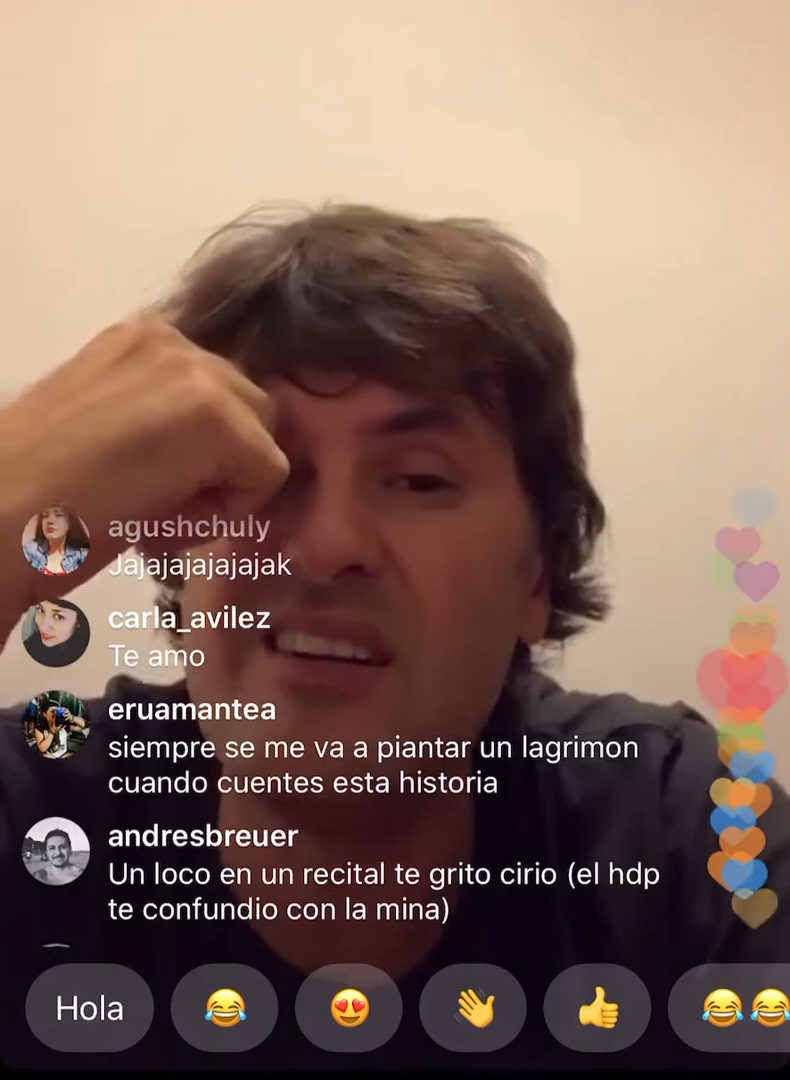 agushchuly
Jajajajajajajak
carla_avilez
Te amo
eruamantea
siempre se me va a piantar un lagrimon
cuando cuentes esta historia
andresbreuer
Un loco en un recital te grito cirio (el hdp
te confundio con la mina)
Hola